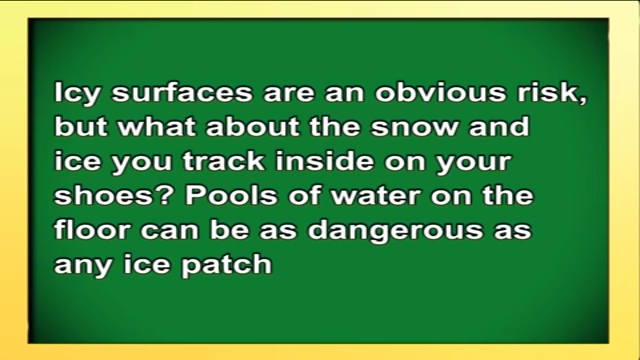 Icy surfaces are an obvious risk,
but what about the snow and
ice you track inside on your
shoes? Pools of water on the
floor can be as dangerous as
any ice patch